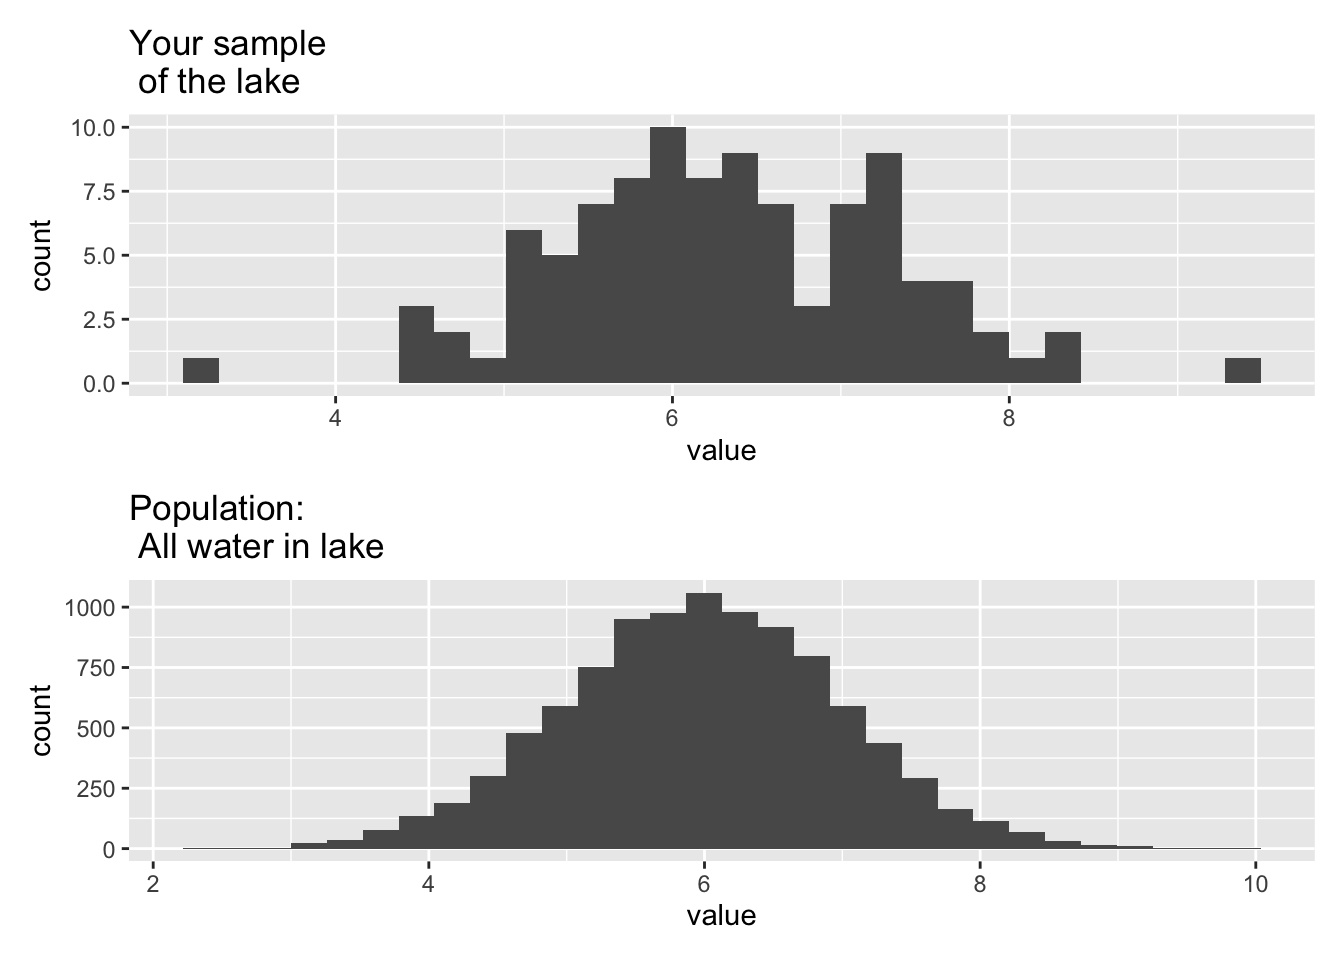 Your sample
of the lake
10.0
7.5
5.0
2.5
0.0
count
4 6 8
value
Population:
All water in lake
1000
750
500
250
0
count
2 4 6 8 10
value